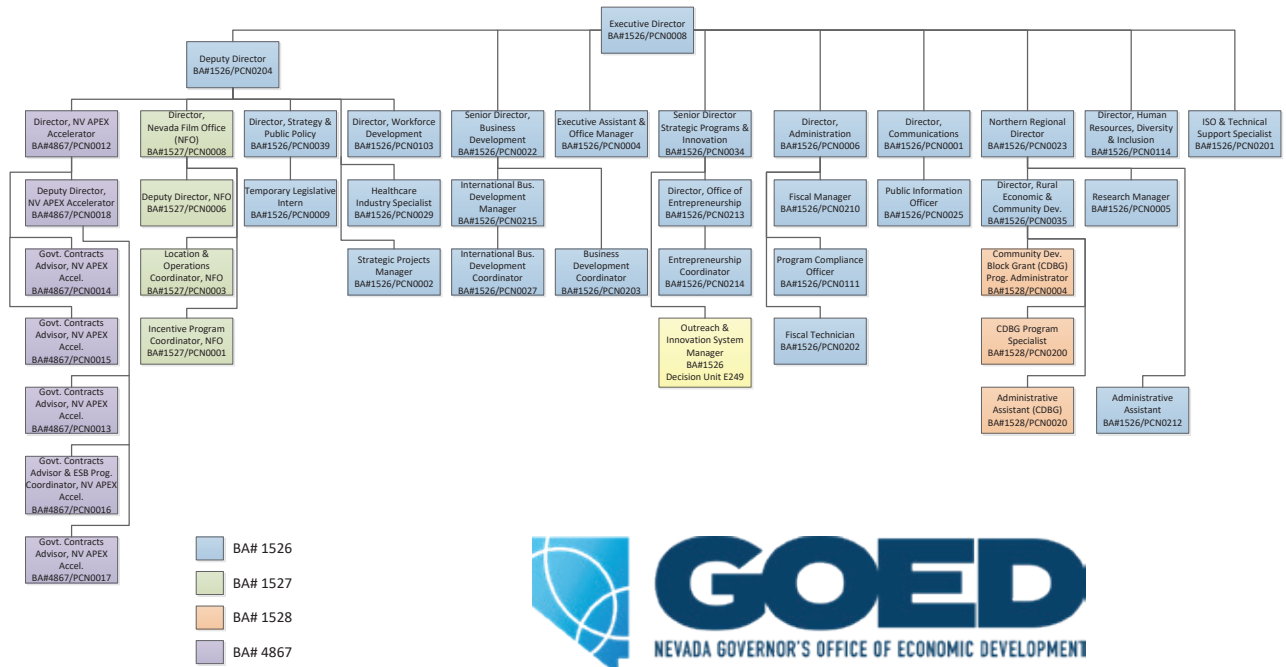 Executive Director
BA#1526/PCN0008
Deputy Director
BA#1526/PCN0204
Director, NV APEX
Accelerator
BA#4867/PCN0012
Director,
Nevada Film Office
(NFO)
BA#1527/PCN0008
Director, Strategy &
Public Policy
BA#1526/PCN0039
Director, Workforce
Development
BA#1526/PCN0103
Senior Director,
Business
Development
BA#1526/PCN0022
Executive Assistant &
Office Manager
BA#1526/PCN0004
Senior Director
Strategic Programs &
Innovation
BA#1526/PCN0034
Director,
Administration
BA#1526/PCN0006
Director,
Communications
BA#1526/PCN0001
Northern Regional
Director
BA#1526/PCN0023
Director, Human
Resources, Diversity
& Inclusion
BA#1526/PCN0114
ISO & Technical
Support Specialist
BA#1526/PCN0201
Deputy Director,
NV APEX Accelerator
BA#4867/PCN0018
Deputy Director, NFO
BA#1527/PCN0006
Temporary Legislative
Intern
BA#1526/PCN0009
Healthcare
Industry Specialist
BA#1526/PCN0029
International Bus.
Development
Manager
BA#1526/PCN0215
Director, Office of
Entrepreneurship
BA#1526/PCN0213
Fiscal Manager
BA#1526/PCN0210
Public Information
Officer
BA#1526/PCN0025
Director, Rural
Economic &
Community Dev.
BA#1526/PCN0035
Research Manager
BA#1526/PCN0005
Govt. Contracts
Advisor, NV APEX
Accel.
BA#4867/PCN0014
Location &
Operations
Coordinator, NFO
BA#1527/PCN0003
Strategic Projects
Manager
BA#1526/PCN0002
International Bus.
Development
Coordinator
BA#1526/PCN0027
Business
Development
Coordinator
BA#1526/PCN0203
Entrepreneurship
Coordinator
BA#1526/PCN0214
Program Compliance
Officer
BA#1526/PCN0111
Community Dev.
Block Grant (CDBG)
Prog. Administrator
BA#1528/PCN0004
Govt. Contracts
Advisor, NV APEX
Accel.
BA#4867/PCN0015
Incentive Program
Coordinator, NFO
BA#1527/PCN0001
Outreach &
Innovation System
Manager
BA#1526
Decision Unit E249
Fiscal Technician
BA#1526/PCN0202
CDBG Program
Specialist
BA#1528/PCN0200
Govt. Contracts
Advisor, NV APEX
Accel.
BA#4867/PCN0013
Administrative
Assistant (CDBG)
BA#1528/PCN0020
Administrative
Assistant
BA#1526/PCN0212
Govt. Contracts
Advisor & ESB Prog.
Coordinator, NV APEX
Accel.
BA#4867/PCN0016
Govt. Contracts
Advisor, NV APEX
Accel.
BA#4867/PCN0017
BA# 1526
BA# 1527
BA# 1528
BA# 4867
GOED
NEVADA GOVERNOR'S OFFICE OF ECONOMIC DEVELOPMENT